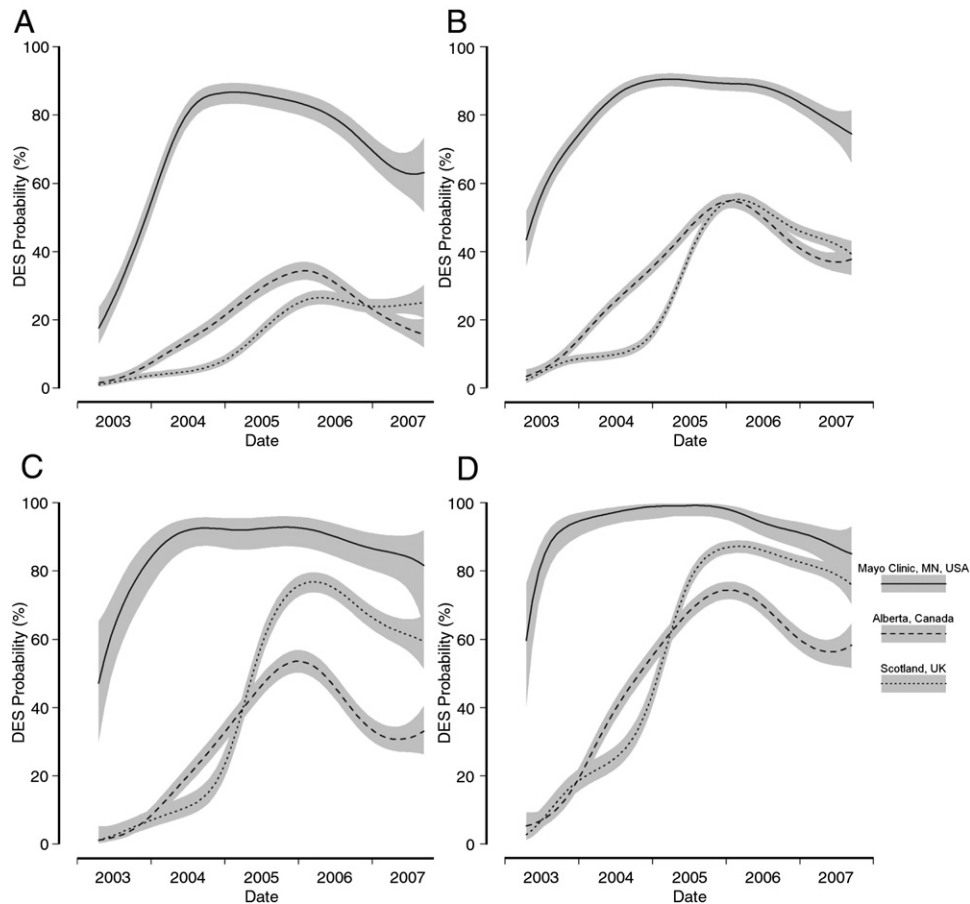 A
DES Probability (%)
100
80
60
40
20
0
2003 2004 2005 2006 2007
Date
B
DES Probability (%)
100
80
60
40
20
0
2003 2004 2005 2006 2007
Date
C
DES Probability (%)
100
80
60
40
20
0
2003 2004 2005 2006 2007
Date
D
DES Probability (%)
100
80
60
40
20
0
2003 2004 2005 2006 2007
Date
Mayo Clinic, MN, USA
Alberta, Canada
Scotland, UK